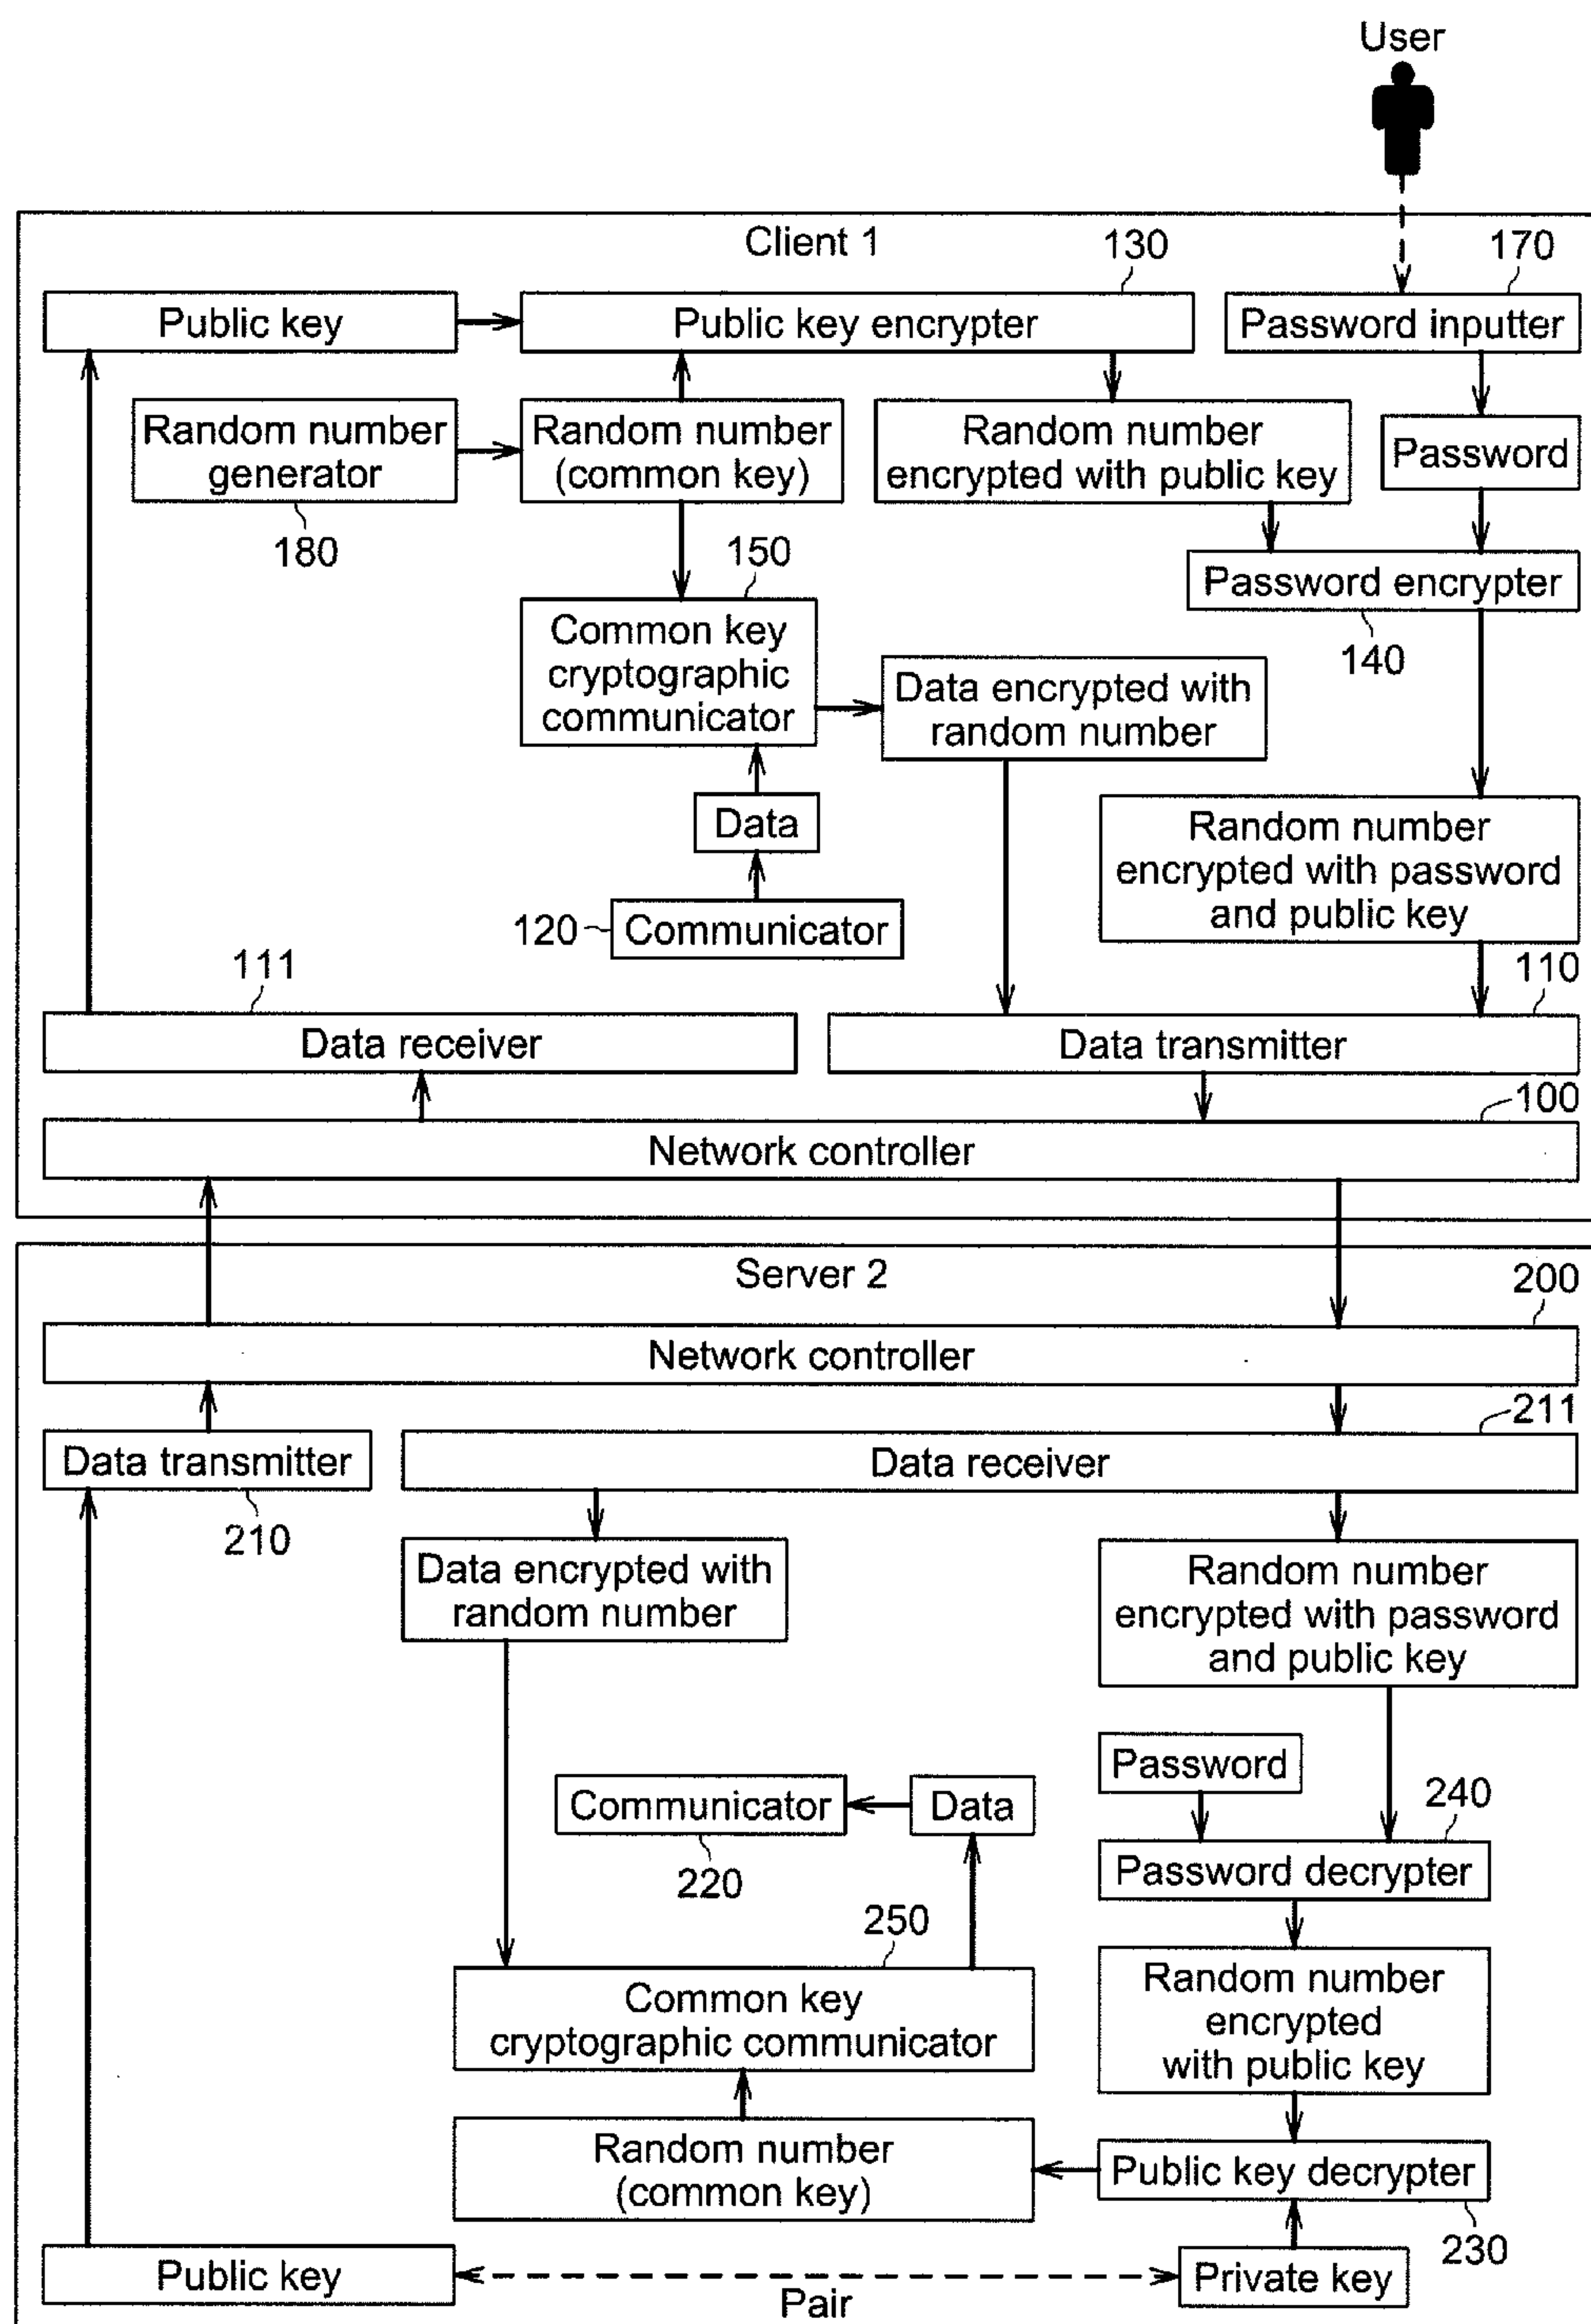 User
Client 1
130
170
Public key
Public key encrypter
Password inputter
Random number
generator
Random number
(common key)
Random number
encrypted with public key
Password
180
150
Password encrypter
140
Common key
cryptographic
communicator
Data encrypted with
random number
Data
Random number
encrypted with password
and public key
120
Communicator
111
110
Data receiver
Data transmitter
100
Network controller
Server 2
200
Network controller
211
Data transmitter
Data receiver
210
Data encrypted with
random number
Random number
encrypted with password
and public key
Password
Communicator
Data
240
220
Password decrypter
250
Common key
cryptographic communicator
Random number
encrypted
with public key
Random number
(common key)
Public key decrypter
230
Public key
Pair
Private key